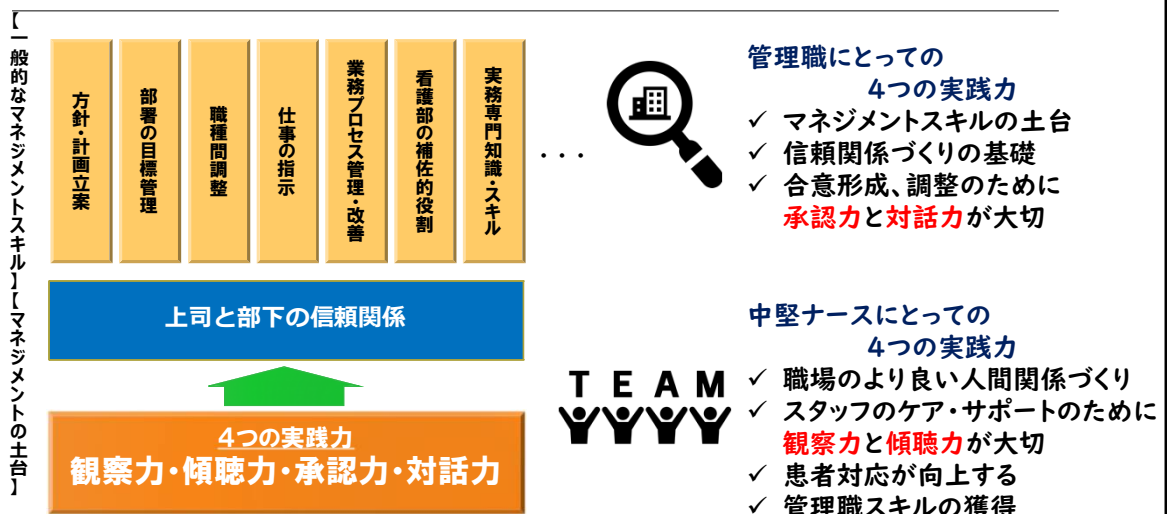 【一般的なマネジメントスキル】【マネジメントの土台】
方針・計画立案
部署の目標管理
職種間調整
仕事の指示
業務プロセス管理・改善
看護部の補佐的役割
実務専門知識・スキル
・・・
上司と部下の信頼関係
4つの実践力
観察力・傾聴力・承認力・対話力
管理職にとっての
4つの実践力
✓ マネジメントスキルの土台
✓ 信頼関係づくりの基礎
✓ 合意形成、調整のために
承認力と対話力が大切
TEAM
中堅ナースにとっての
4つの実践力
✓ 職場のより良い人間関係づくり
✓ スタッフのケア・サポートのために
観察力と傾聴力が大切
✓ 患者対応が向上する
✓ 管理職スキルの獲得